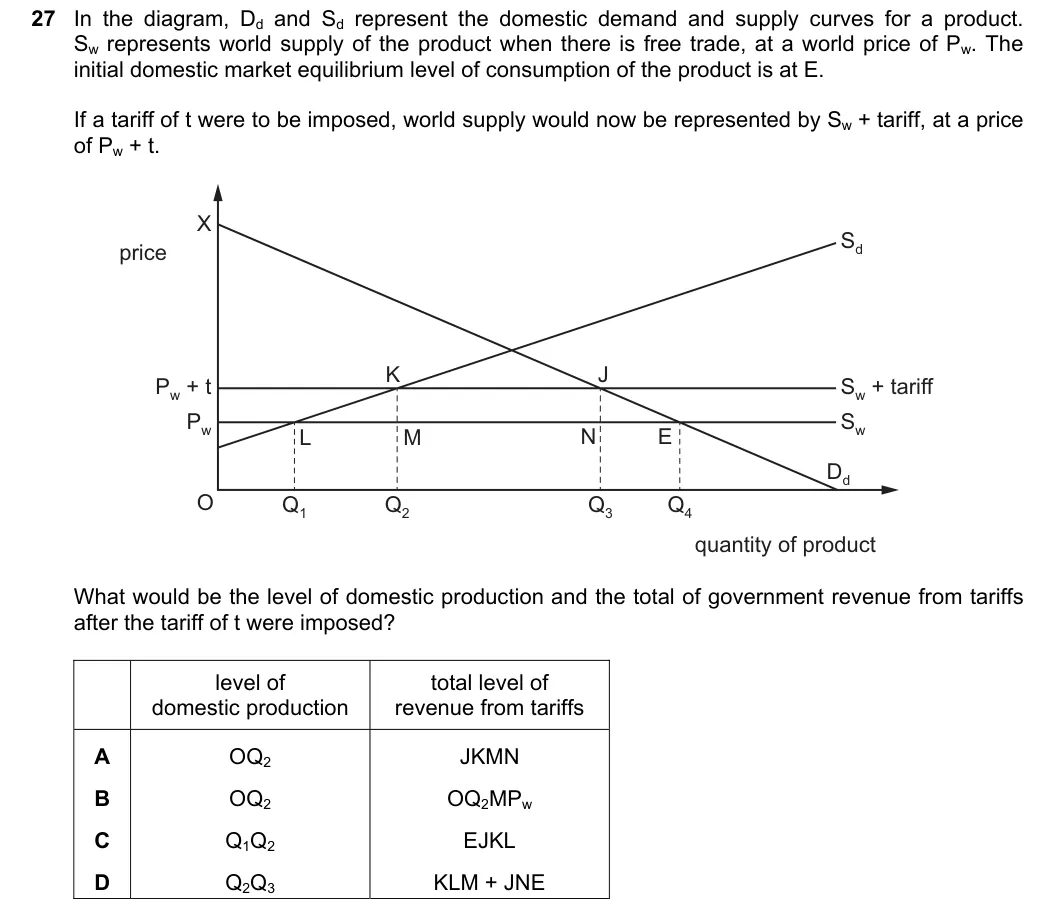 27 In the diagram, Dd and Sd represent the domestic demand and supply curves for a product.
Sw represents world supply of the product when there is free trade, at a world price of Pw. The
initial domestic market equilibrium level of consumption of the product is at E.
If a tariff of t were to be imposed, world supply would now be represented by Sw + tariff, at a price
of Pw + t.
X
price
Sd
K
J
Pw + t
Sw + tariff
Pw
Sw
L
M
N
E
Dd
O
Q1
Q2
Q3
Q4
quantity of product
What would be the level of domestic production and the total of government revenue from tariffs
after the tariff of t were imposed?
level of
domestic production
total level of
revenue from tariffs
A OQ2 JKMN
B OQ2 OQ2MPw
C Q1Q2 EJKL
D Q2Q3 KLM + JNE